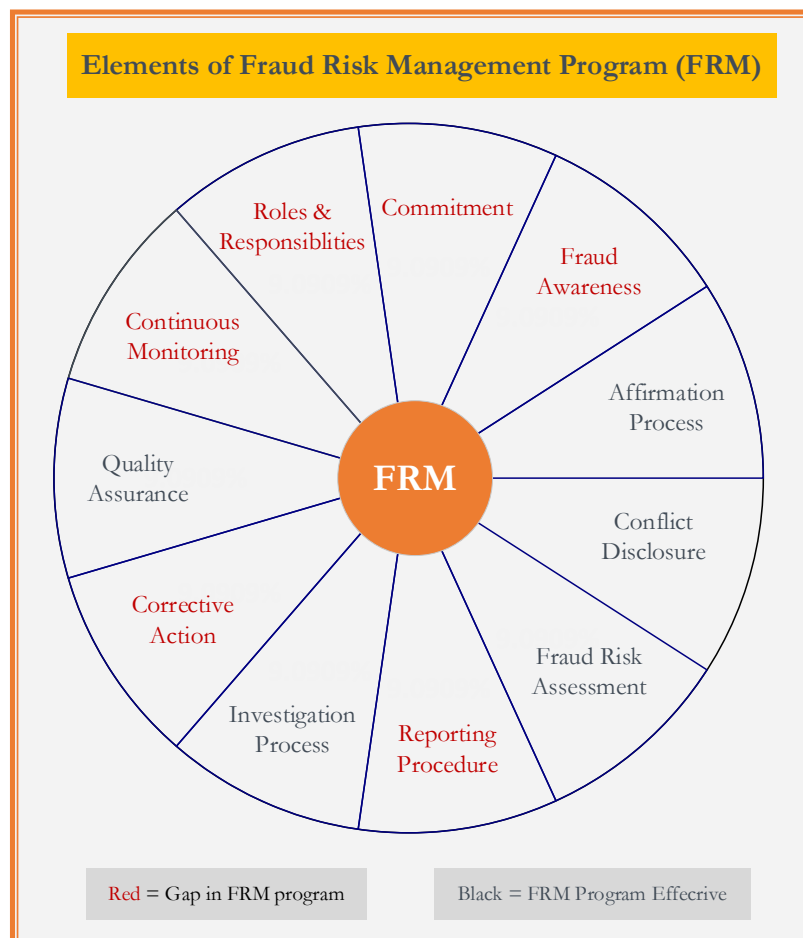 Elements of Fraud Risk Management Program (FRM)
Commitment
Fraud
Awareness
Affirmation
Process
Conflict
Disclosure
Fraud Risk
Assessment
Reporting
Procedure
Investigation
Process
Corrective
Action
Quality
Assurance
Continuous
Monitoring
Roles &
Responsiblities
FRM
Red = Gap in FRM program
Black = FRM Program Effecrive